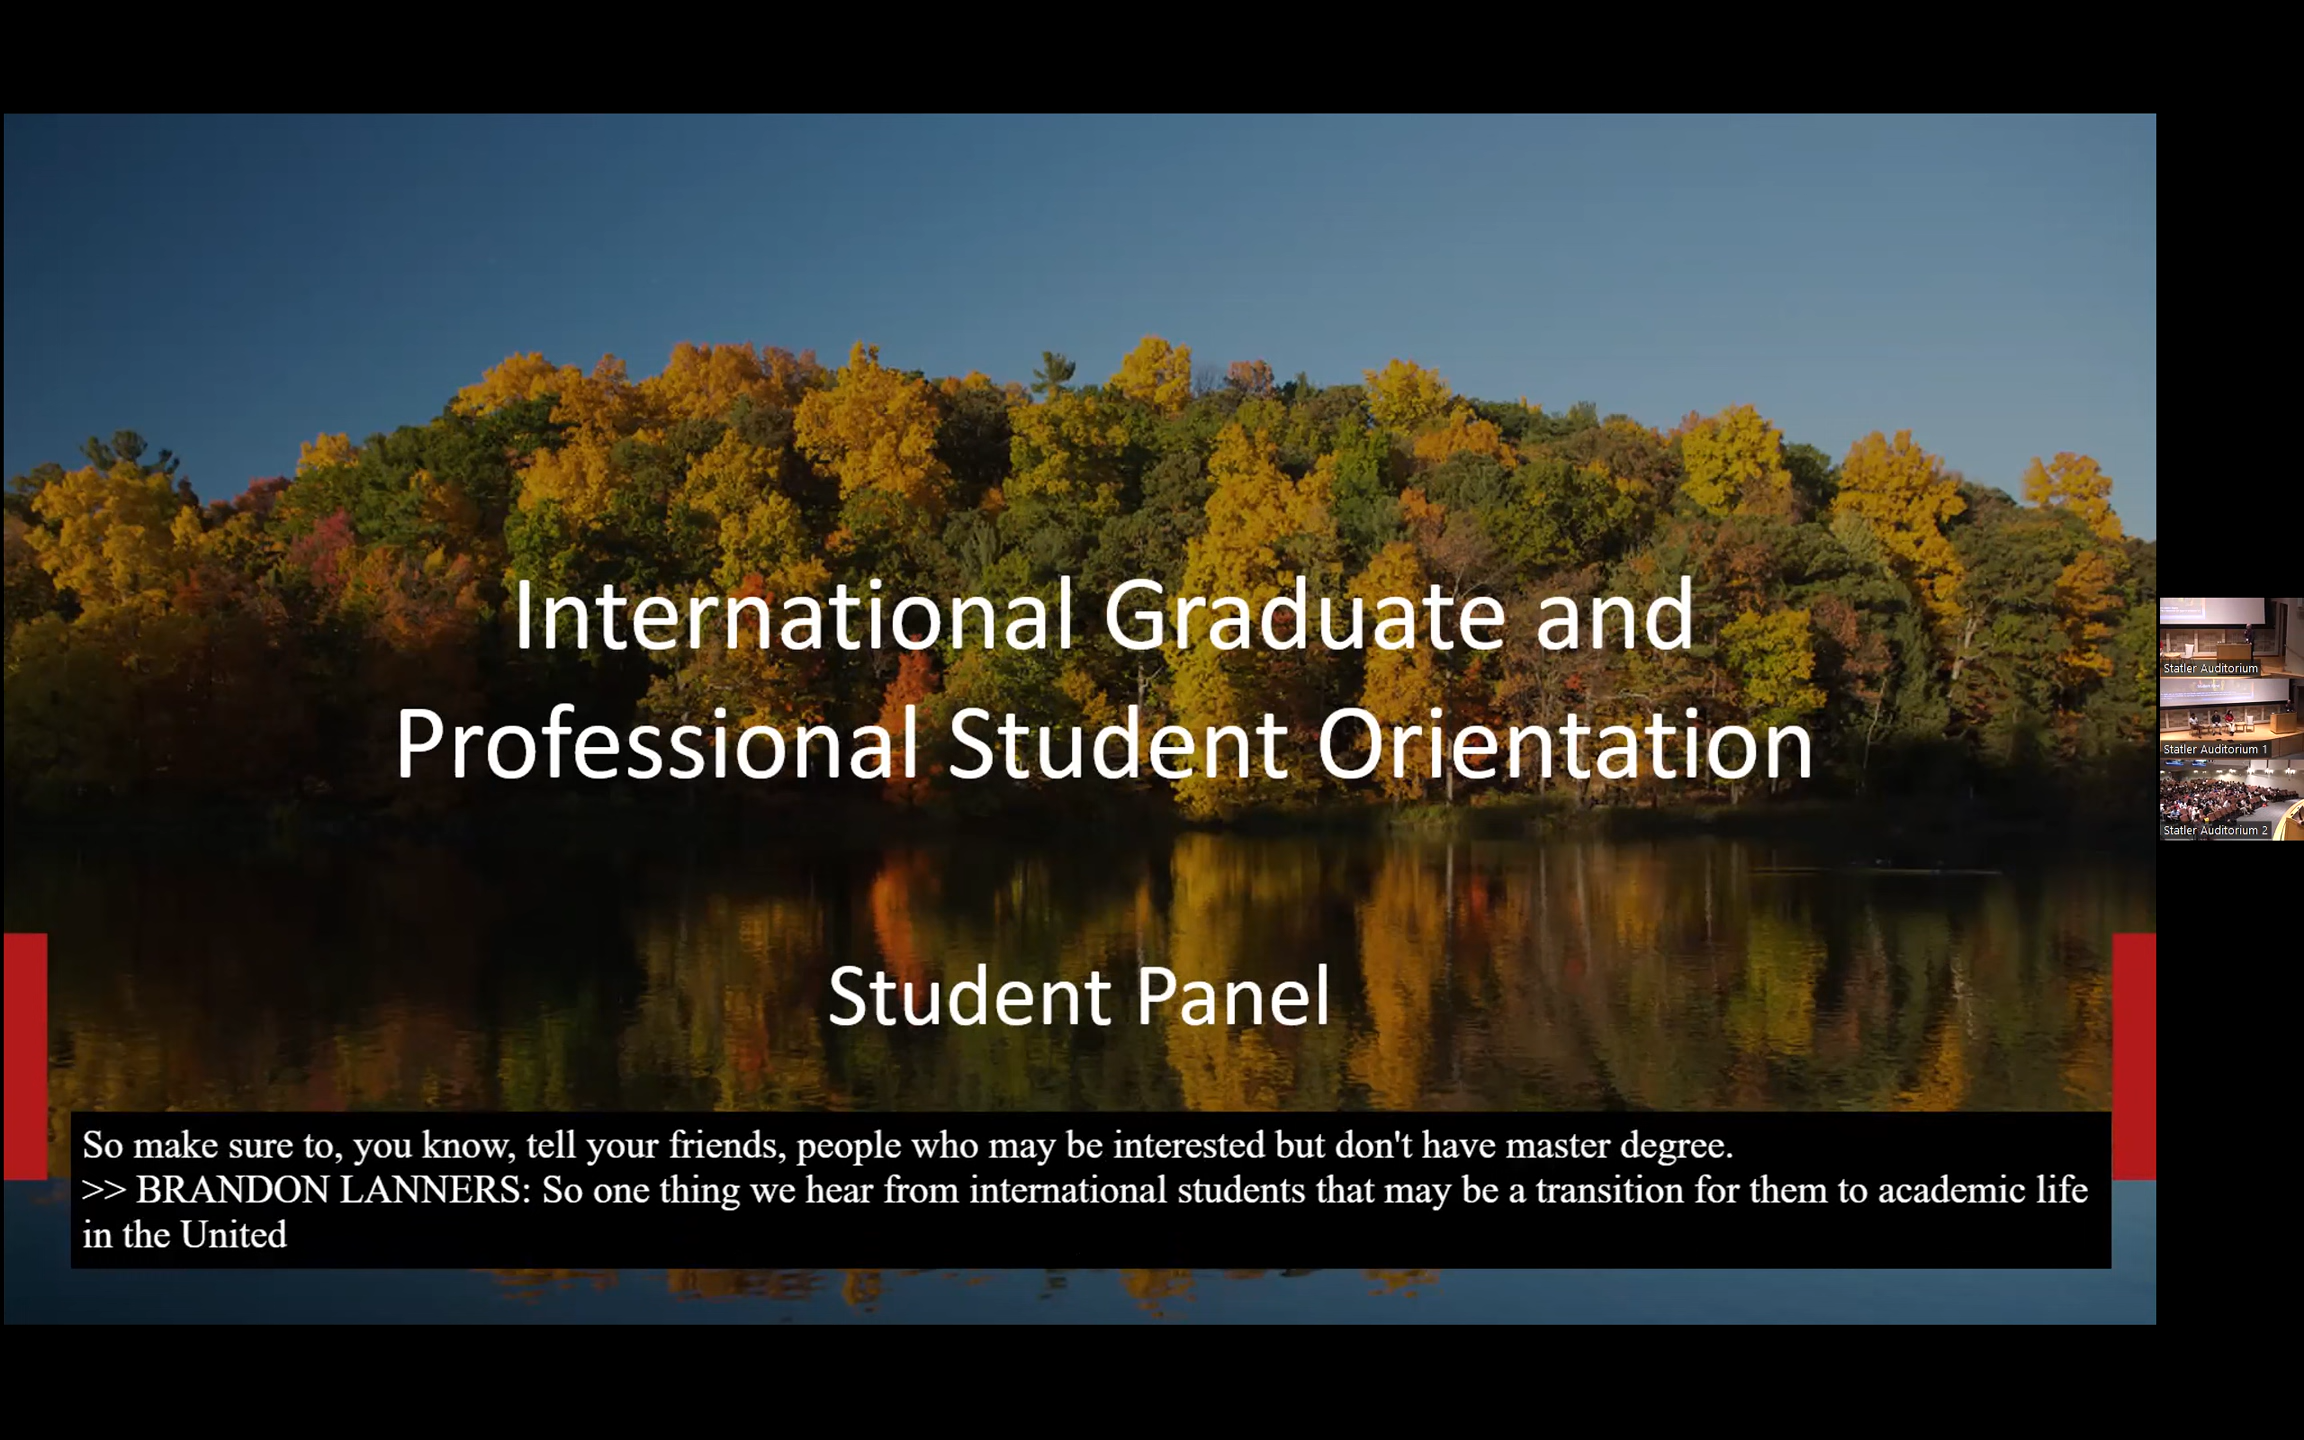 International Graduate and
Professional Student Orientation
Student Panel
So make sure to, you know, tell your friends, people who may be interested but don't have master degree.
>> BRANDON LANNERS: So one thing we hear from international students that may be a transition for them to academic life
in the United
Statler Auditorium
Statler Auditorium 1
Statler Auditorium 2